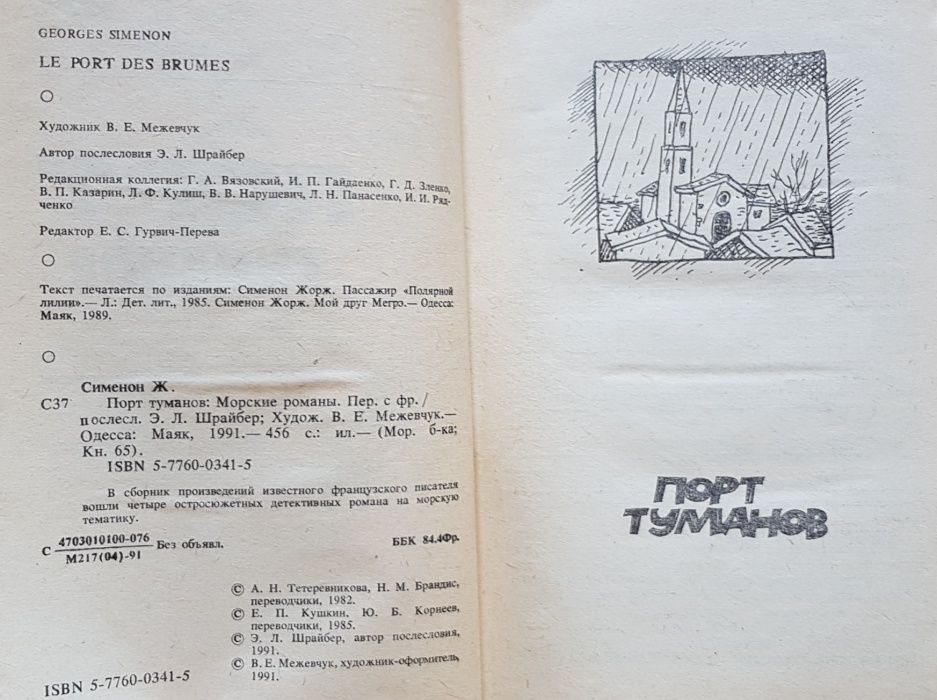 GEORGES SIMENON
LE PORT DES BRUMES
Художник В. Е. Межевчук
Автор послесловия Э. Л. Шрайбер
Редакционная коллегия: Г. А. Вязовский, И. П. Гайдаенко, Г. Д. Зленко,
В. П. Казарин, Л. Ф. Кулиш, В. В. Нарушевич, Л. Н. Панасенко, И. И. Ряд-
ченко
Редактор Е. С. Гурвич-Перева
Текст печатается по изданиям: Сименон Жорж. Пассажир «Полярной
лилии».— Л.: Дет. лит., 1985. Сименон Жорж. Мой друг Мегрэ.— Одесса:
Маяк, 1989.
Сименон Ж.
С37 Порт туманов: Морские романы. Пер. с фр./
послесл. Э. Л. Шрайбер; Худож. В. Е. Межевчук.—
Одесса: Маяк, 1991.— 456 с.: ил.— (Мор. б-ка;
Кн. 65).
ISBN 5-7760-0341-5
В сборник произведений известного французского писателя
вошли четыре остросюжетных детективных романа на морскую
тематику.
С 4703010100-076 Без объявл. ББК 84.4Фр.
М217(04)-91
© А. Н. Тетеревникова, Н. М. Брандис,
переводчики, 1982.
© Е. П. Кушкин, Ю. Б. Корнеев,
переводчики, 1985.
© Э. Л. Шрайбер, автор послесловия,
1991.
© В. Е. Межевчук, художник-оформитель,
1991.
ISBN 5-7760-0341-5
ПОРТ
ТУМАНОВ